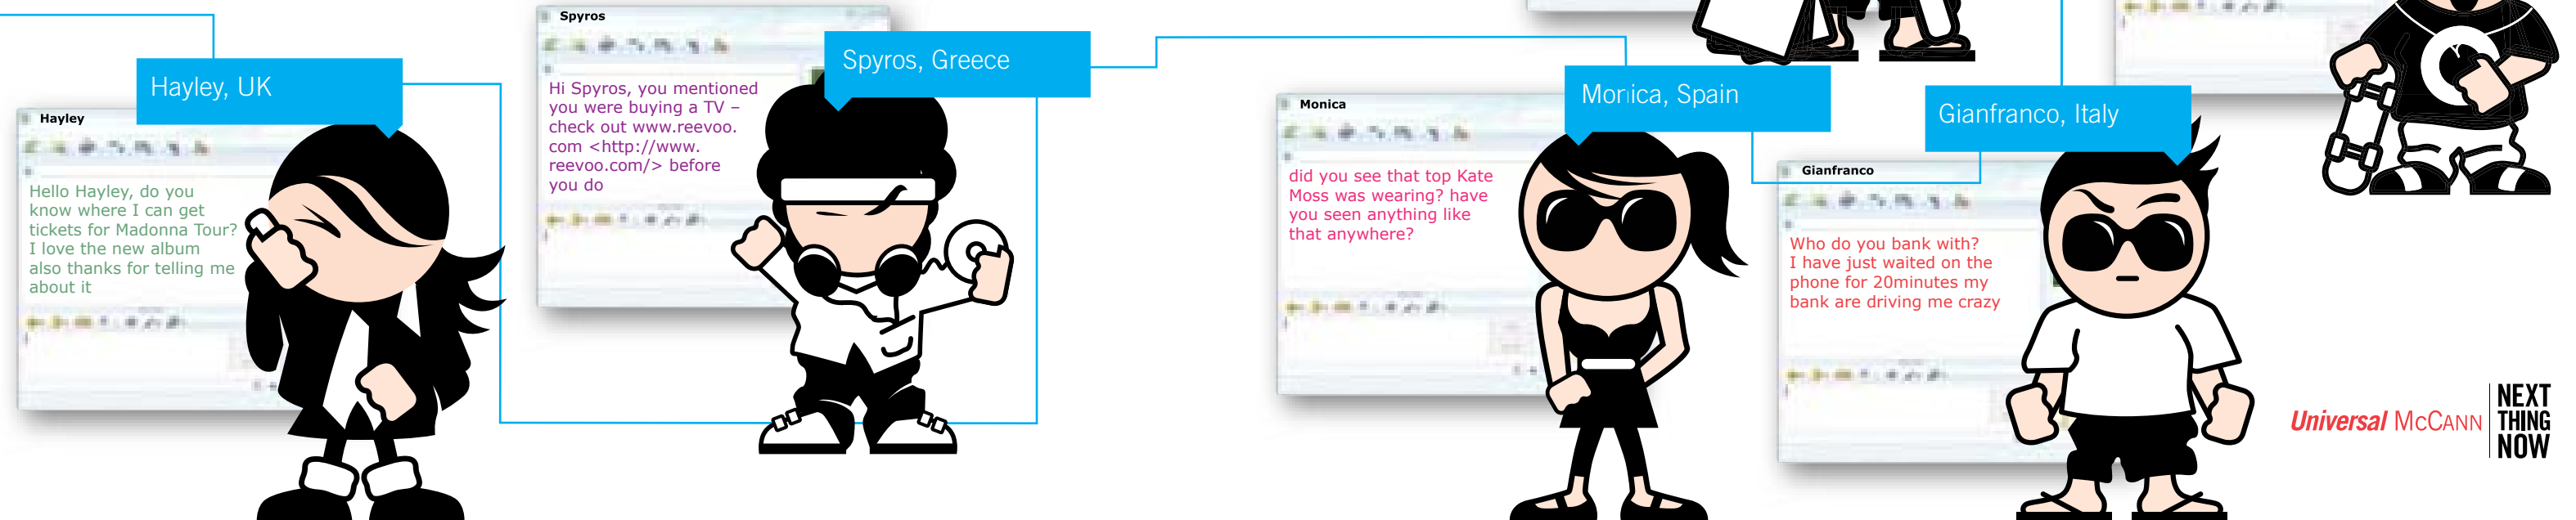 Hayley, UK
Hayley
Hello Hayley, do you
know where I can get
tickets for Madonna Tour?
I love the new album
also thanks for telling me
about it
Spyros
Spyros, Greece
Hi Spyros, you mentioned
you were buying a TV –
check out www.reevoo.
com <http://www.
reevoo.com/> before
you do
Monica, Spain
Monica
did you see that top Kate
Moss was wearing? have
you seen anything like
that anywhere?
Gianfranco, Italy
Gianfranco
Who do you bank with?
I have just waited on the
phone for 20minutes my
bank are driving me crazy
Universal McCANN
NEXT
THING
NOW